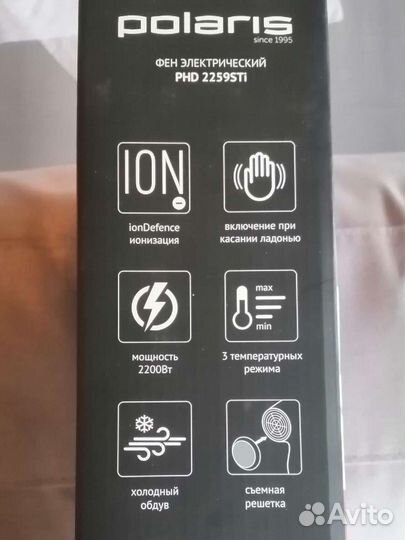 polaris
since 1995
ФЕН ЭЛЕКТРИЧЕСКИЙ
PHD 2259STi
ION
ionDefence
ионизация
включение при
касании ладонью
max
min
мощность
2200Вт
3 температурных
режима
холодный
обдув
съемная
решетка
Avito